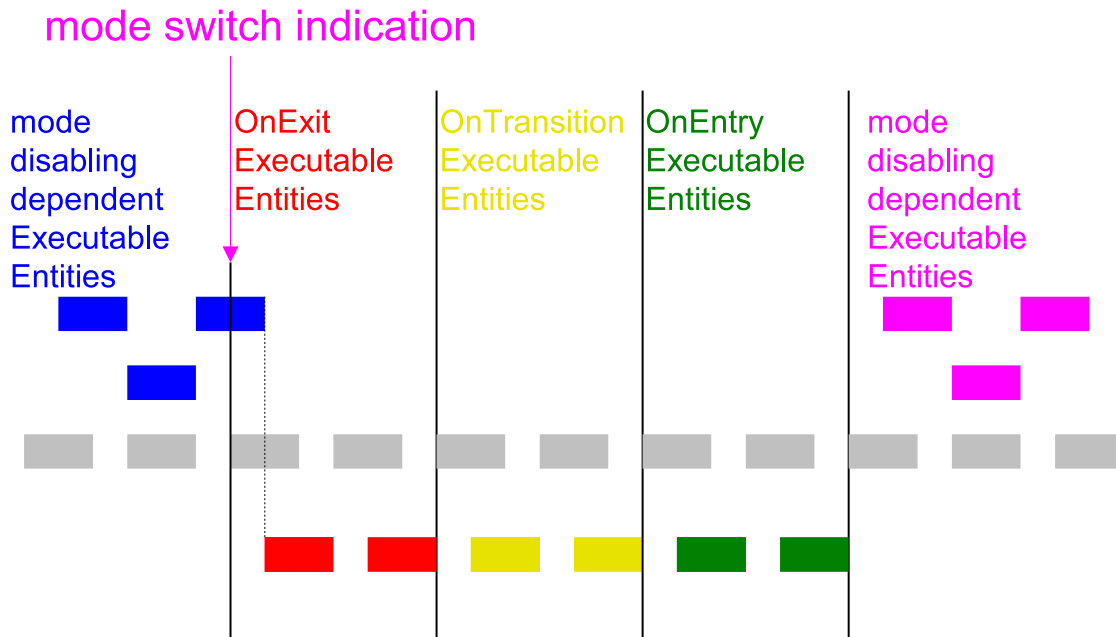 mode switch indication
mode
disabling
dependent
Executable
Entities
OnExit
Executable
Entities
OnTransition
Executable
Entities
OnEntry
Executable
Entities
mode
disabling
dependent
Executable
Entities